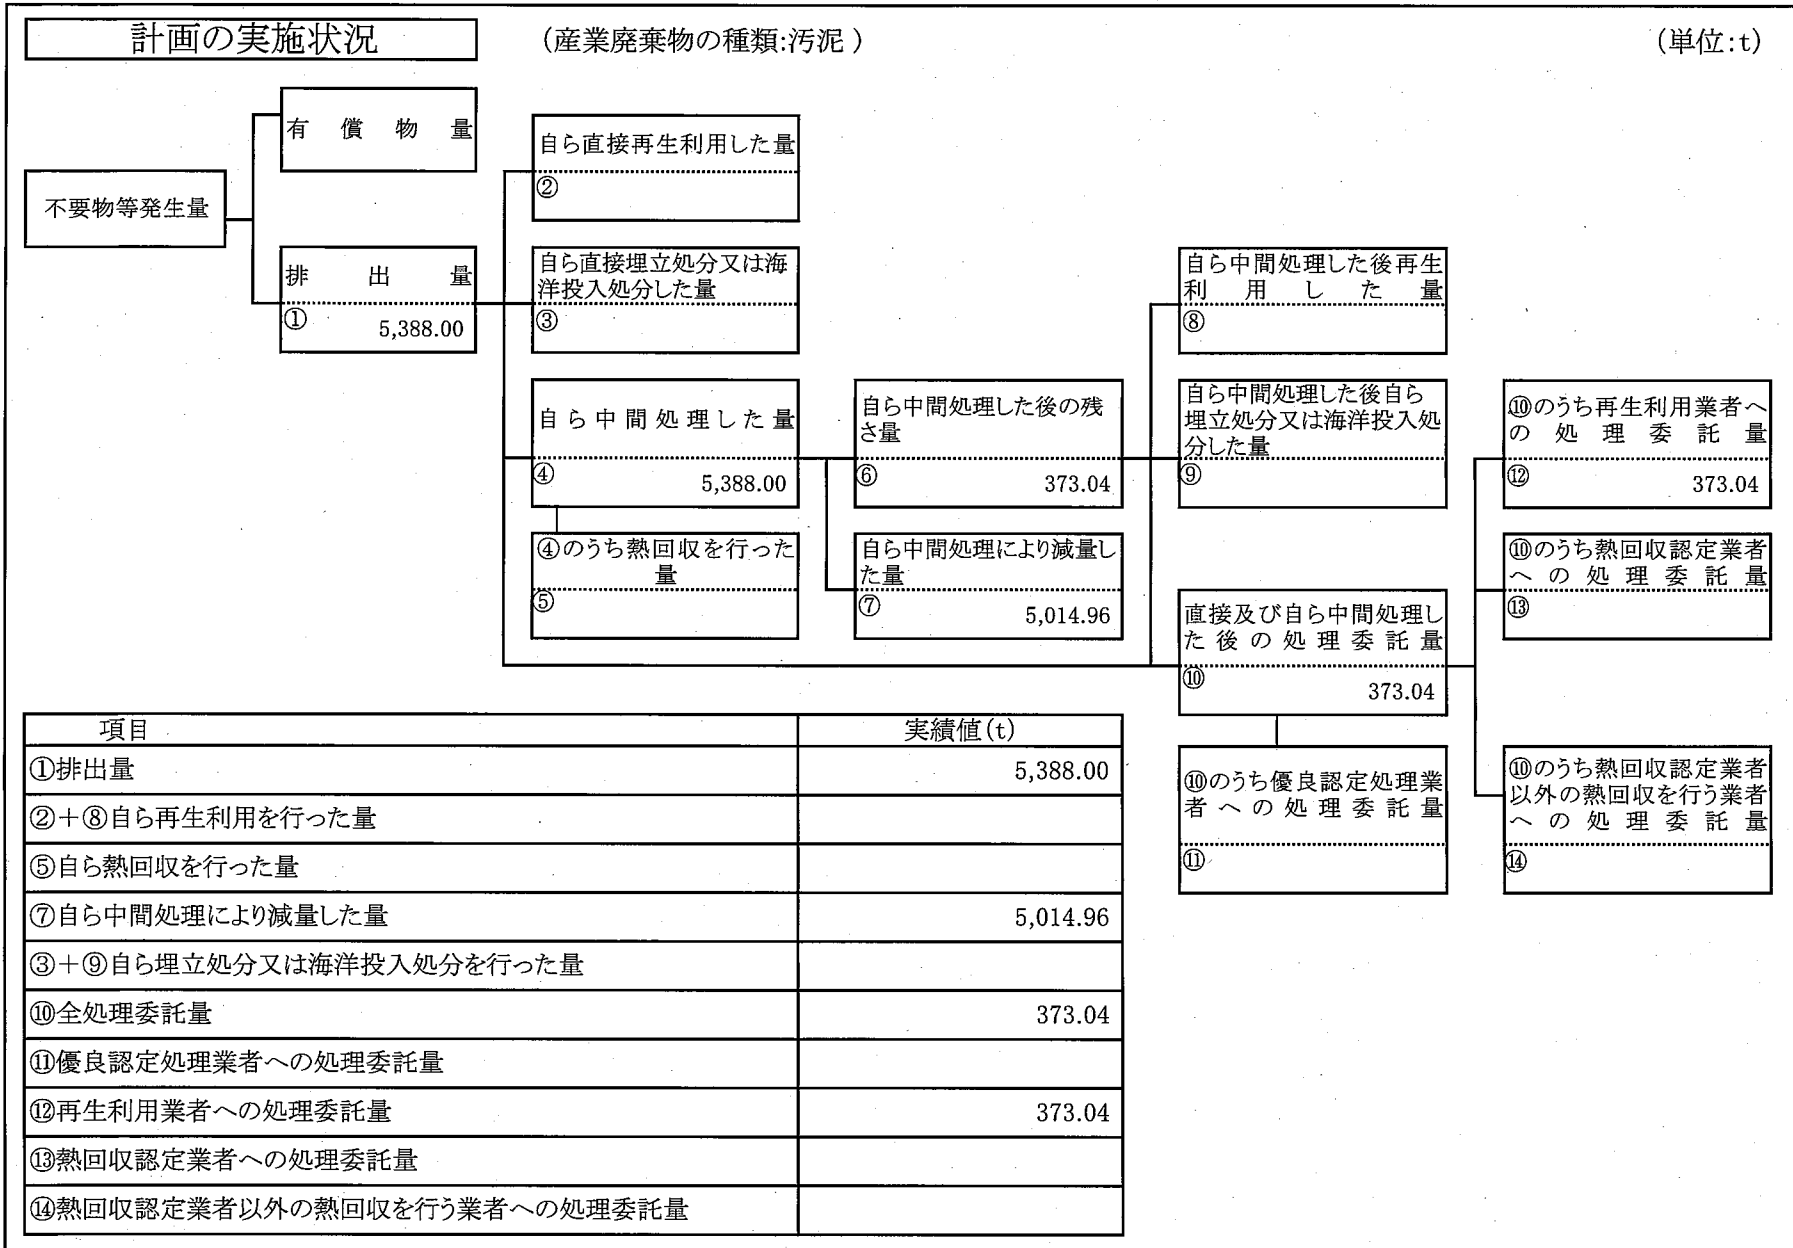 計画の実施状況
(産業廃棄物の種類:汚泥 )
(単位:t)
有償物量
不要物等発生量
排出量
①
5,388.00
自ら直接再生利用した量
②
自ら直接埋立処分又は海
洋投入処分した量
③
自ら中間処理した量
④
5,388.00
④のうち熱回収を行った
量
⑤
自ら中間処理した後の残
さ量
⑥
373.04
自ら中間処理により減量し
た量
⑦
5,014.96
自ら中間処理した後再生
利用した量
⑧
自ら中間処理した後自ら
埋立処分又は海洋投入処
分した量
⑨
直接及び自ら中間処理し
た後の処理委託量
⑩
373.04
⑩のうち優良認定処理業
者への処理委託量
⑪
⑩のうち再生利用業者へ
の処理委託量
⑫
373.04
⑩のうち熱回収認定業者
への処理委託量
⑬
⑩のうち熱回収認定業者
以外の熱回収を行う業者
への処理委託量
⑭
項目 実績値(t)
①排出量 5,388.00
②+⑧自ら再生利用を行った量
⑤自ら熱回収を行った量
⑦自ら中間処理により減量した量 5,014.96
③+⑨自ら埋立処分又は海洋投入処分を行った量
⑩全処理委託量 373.04
⑪優良認定処理業者への処理委託量
⑫再生利用業者への処理委託量 373.04
⑬熱回収認定業者への処理委託量
⑭熱回収認定業者以外の熱回収を行う業者への処理委託量